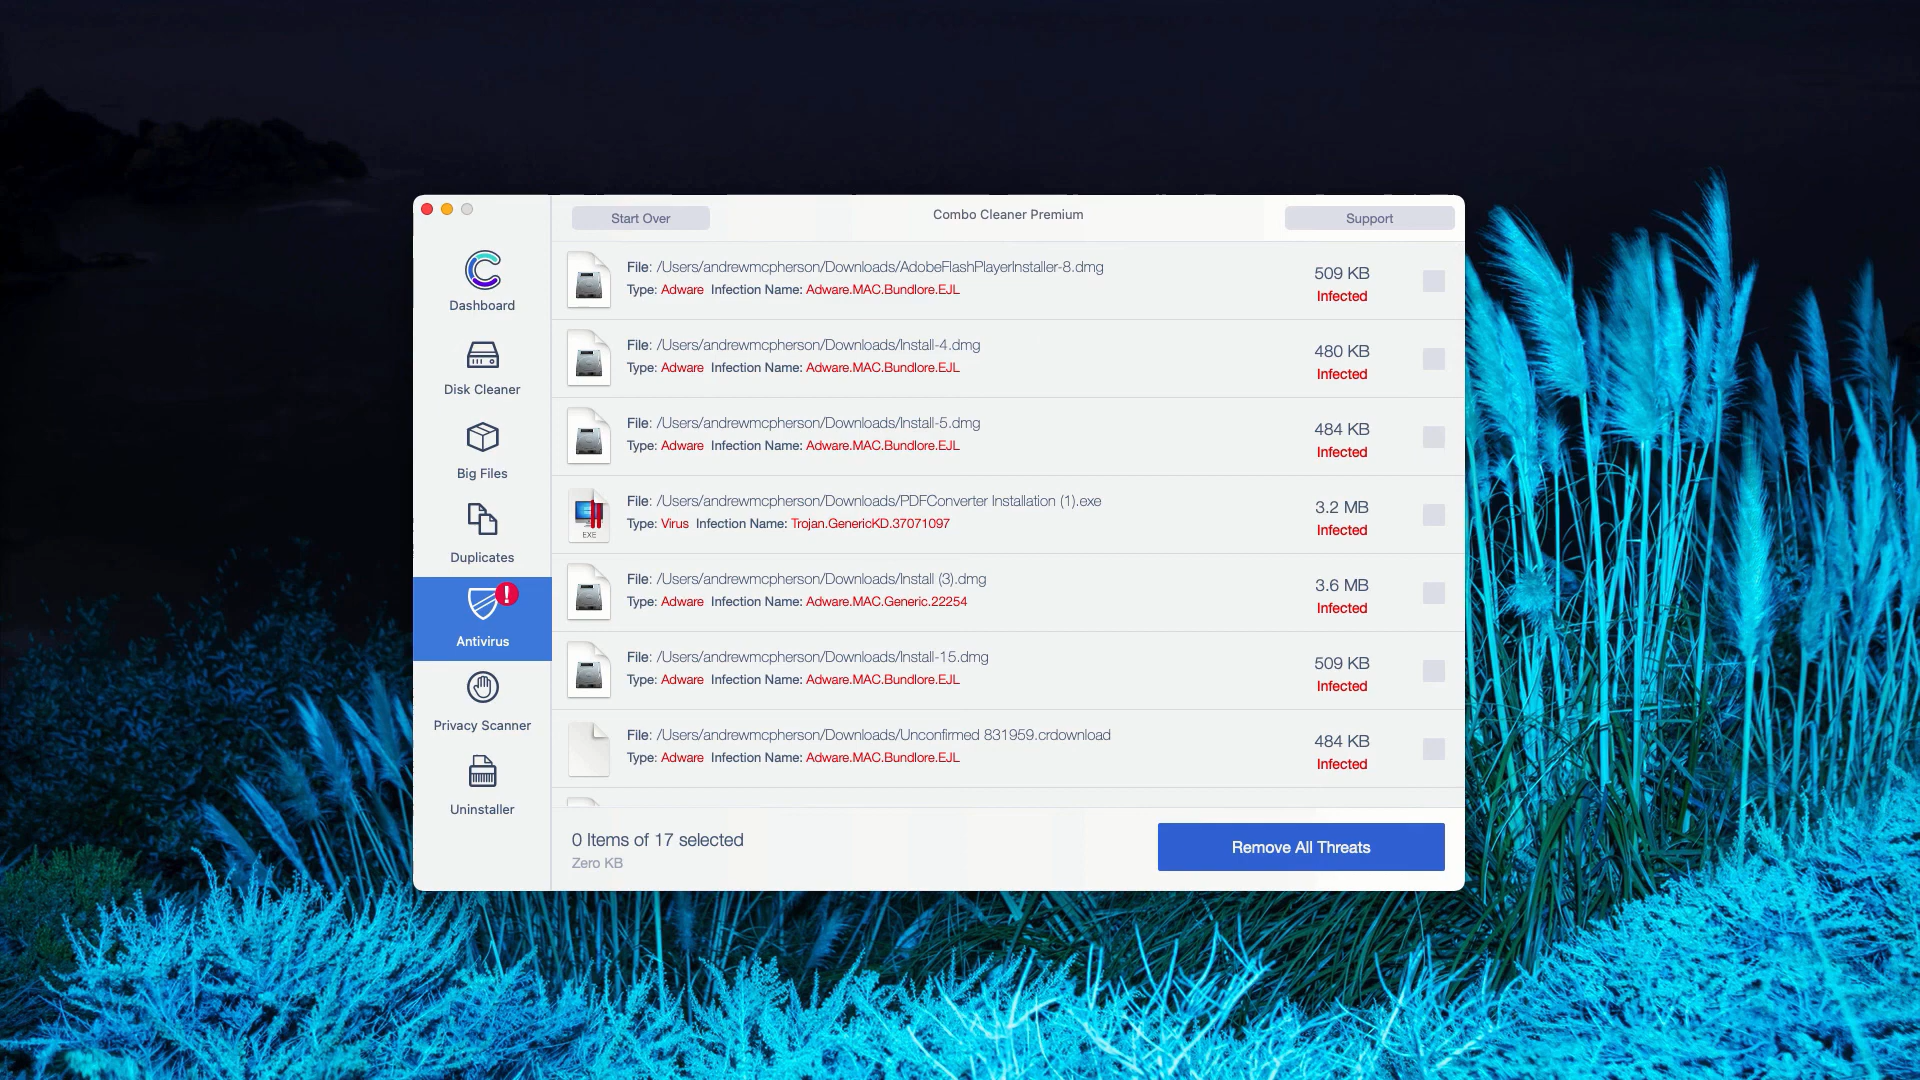 Start Over
Combo Cleaner Premium
Support
Dashboard
Disk Cleaner
Big Files
Duplicates
Antivirus
Privacy Scanner
Uninstaller
File: /Users/andrewmcpherson/Downloads/AdobeFlashPlayerInstaller-8.dmg
Type: Adware Infection Name: Adware.MAC.Bundlore.EJL
509 KB
Infected
File: /Users/andrewmcpherson/Downloads/Install-4.dmg
Type: Adware Infection Name: Adware.MAC.Bundlore.EJL
480 KB
Infected
File: /Users/andrewmcpherson/Downloads/Install-5.dmg
Type: Adware Infection Name: Adware.MAC.Bundlore.EJL
484 KB
Infected
EXE
File: /Users/andrewmcpherson/Downloads/PDFConverter Installation (1).exe
Type: Virus Infection Name: Trojan.GenericKD.37071097
3.2 MB
Infected
File: /Users/andrewmcpherson/Downloads/Install (3).dmg
Type: Adware Infection Name: Adware.MAC.Generic.22254
3.6 MB
Infected
File: /Users/andrewmcpherson/Downloads/Install-15.dmg
Type: Adware Infection Name: Adware.MAC.Bundlore.EJL
509 KB
Infected
File: /Users/andrewmcpherson/Downloads/Unconfirmed 831959.crdownload
Type: Adware Infection Name: Adware.MAC.Bundlore.EJL
484 KB
Infected
0 Items of 17 selected
Zero KB
Remove All Threats